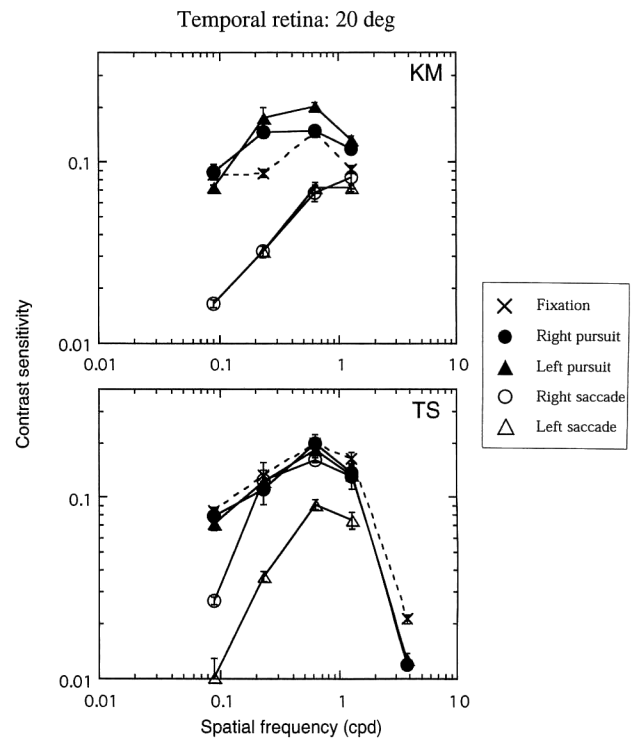 Temporal retina: 20 deg
KM
0.1
0.01
0.01
0.1
1
10
Contrast sensitivity
Fixation
Right pursuit
Left pursuit
Right saccade
Left saccade
TS
0.1
0.01
0.01
0.1
1
10
Spatial frequency (cpd)